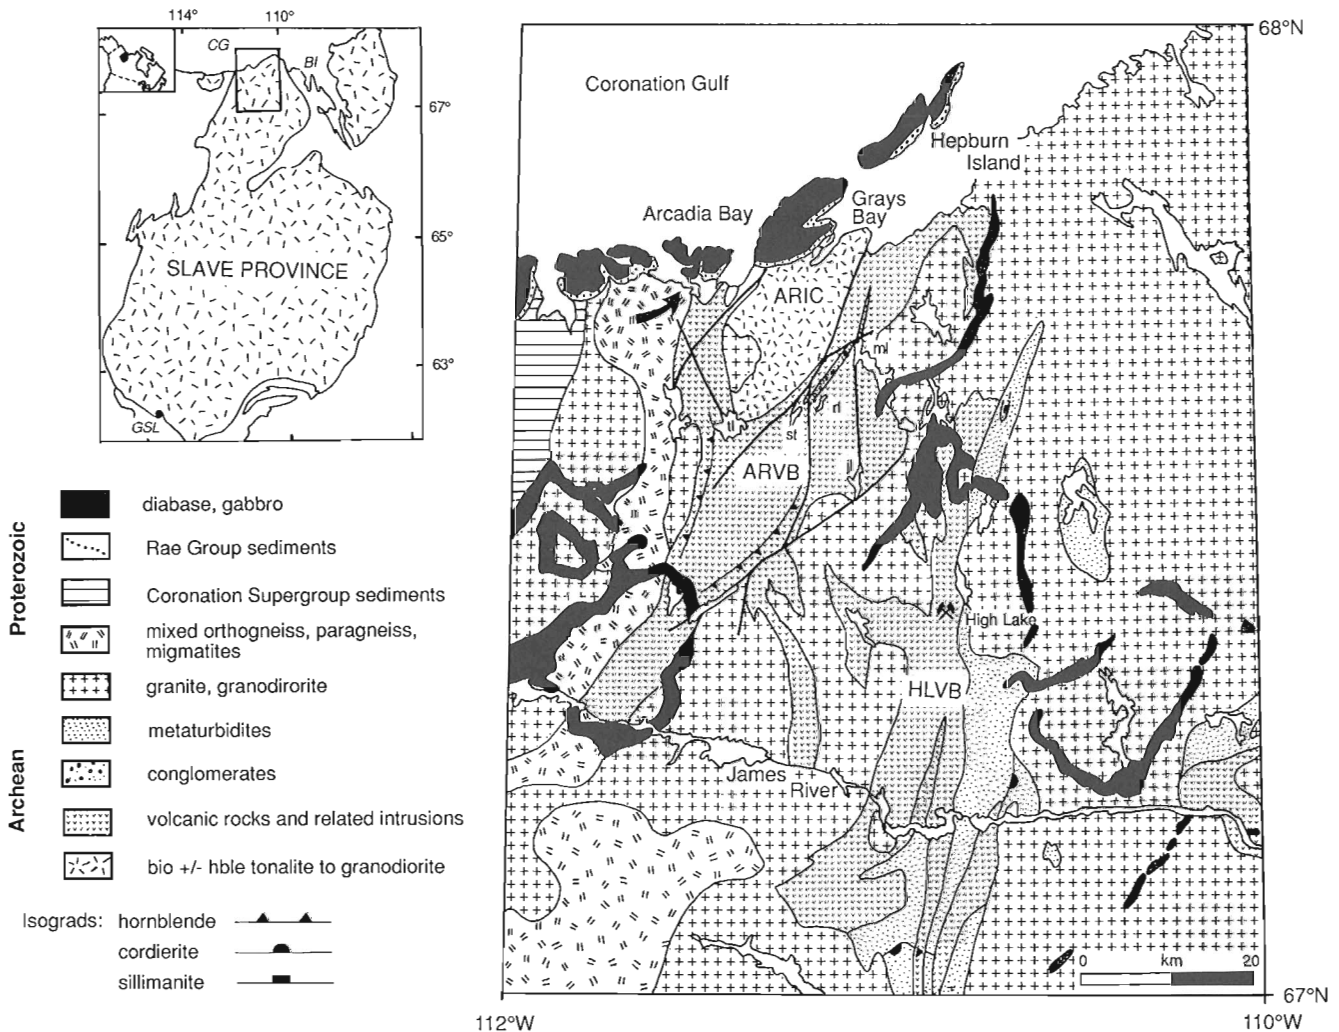 114°
110°
CG
BI
67°
65°
SLAVE PROVINCE
63°
GSL
Proterozoic
diabase, gabbro
Rae Group sediments
Coronation Supergroup sediments
mixed orthogneiss, paragneiss,
migmatites
granite, granodirorite
Archean
metaturbidites
conglomerates
volcanic rocks and related intrusions
bio +/- hble tonalite to granodiorite
Isograds:
hornblende
cordierite
sillimanite
68°N
Coronation Gulf
Hepburn
Island
Arcadia Bay
Grays
Bay
ARIC
ml
rl
tl
st
ARVB
jl
High Lake
HLVB
James
River
0 km 20
67°N
112°W
110°W